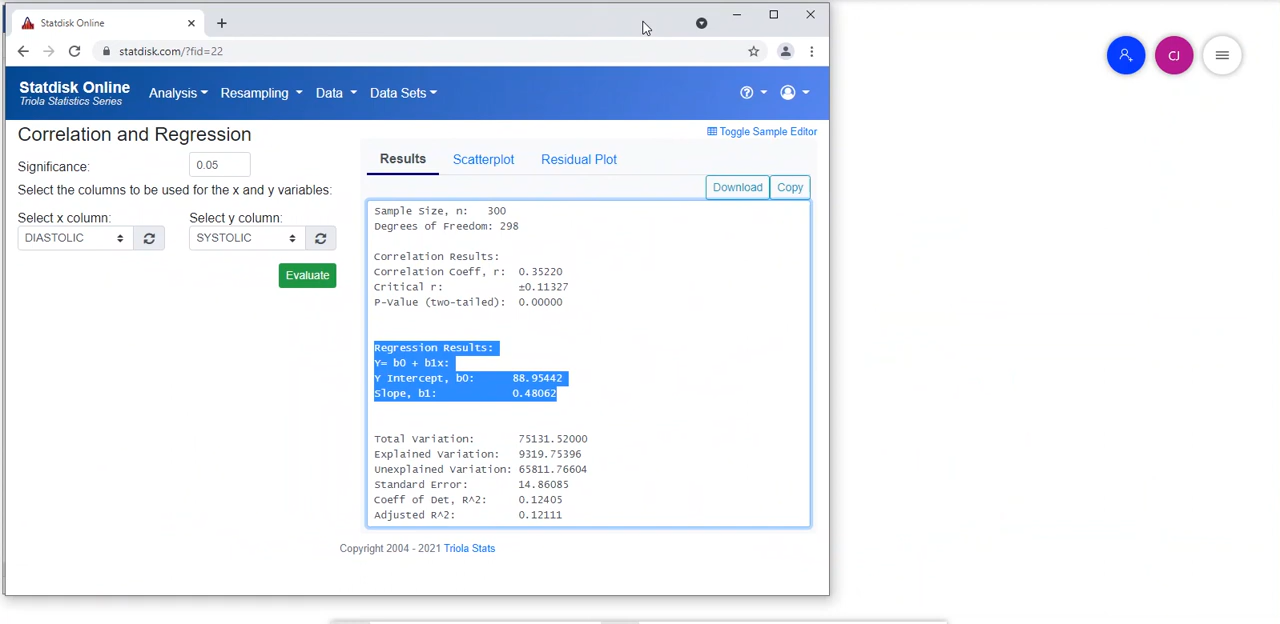 Statdisk Online
statdisk.com/?fid=22
CJ
Statdisk Online
Triola Statistics Series
Analysis
Resampling
Data
Data Sets
Correlation and Regression
Toggle Sample Editor
Significance:
0.05
Select the columns to be used for the x and y variables:
Select x column:
Select y column:
DIASTOLIC
SYSTOLIC
Evaluate
Results
Scatterplot
Residual Plot
Download
Copy
Sample Size, n: 300
Degrees of Freedom: 298
Correlation Results:
Correlation Coeff, r: 0.35220
Critical r: ±0.11327
P-Value (two-tailed): 0.00000
Regression Results:
Y= b0 + b1x:
Y Intercept, b0: 88.95442
Slope, b1: 0.48062
Total Variation: 75131.52000
Explained Variation: 9319.75396
Unexplained Variation: 65811.76604
Standard Error: 14.86085
Coeff of Det, R^2: 0.12405
Adjusted R^2: 0.12111
Copyright 2004 - 2021 Triola Stats